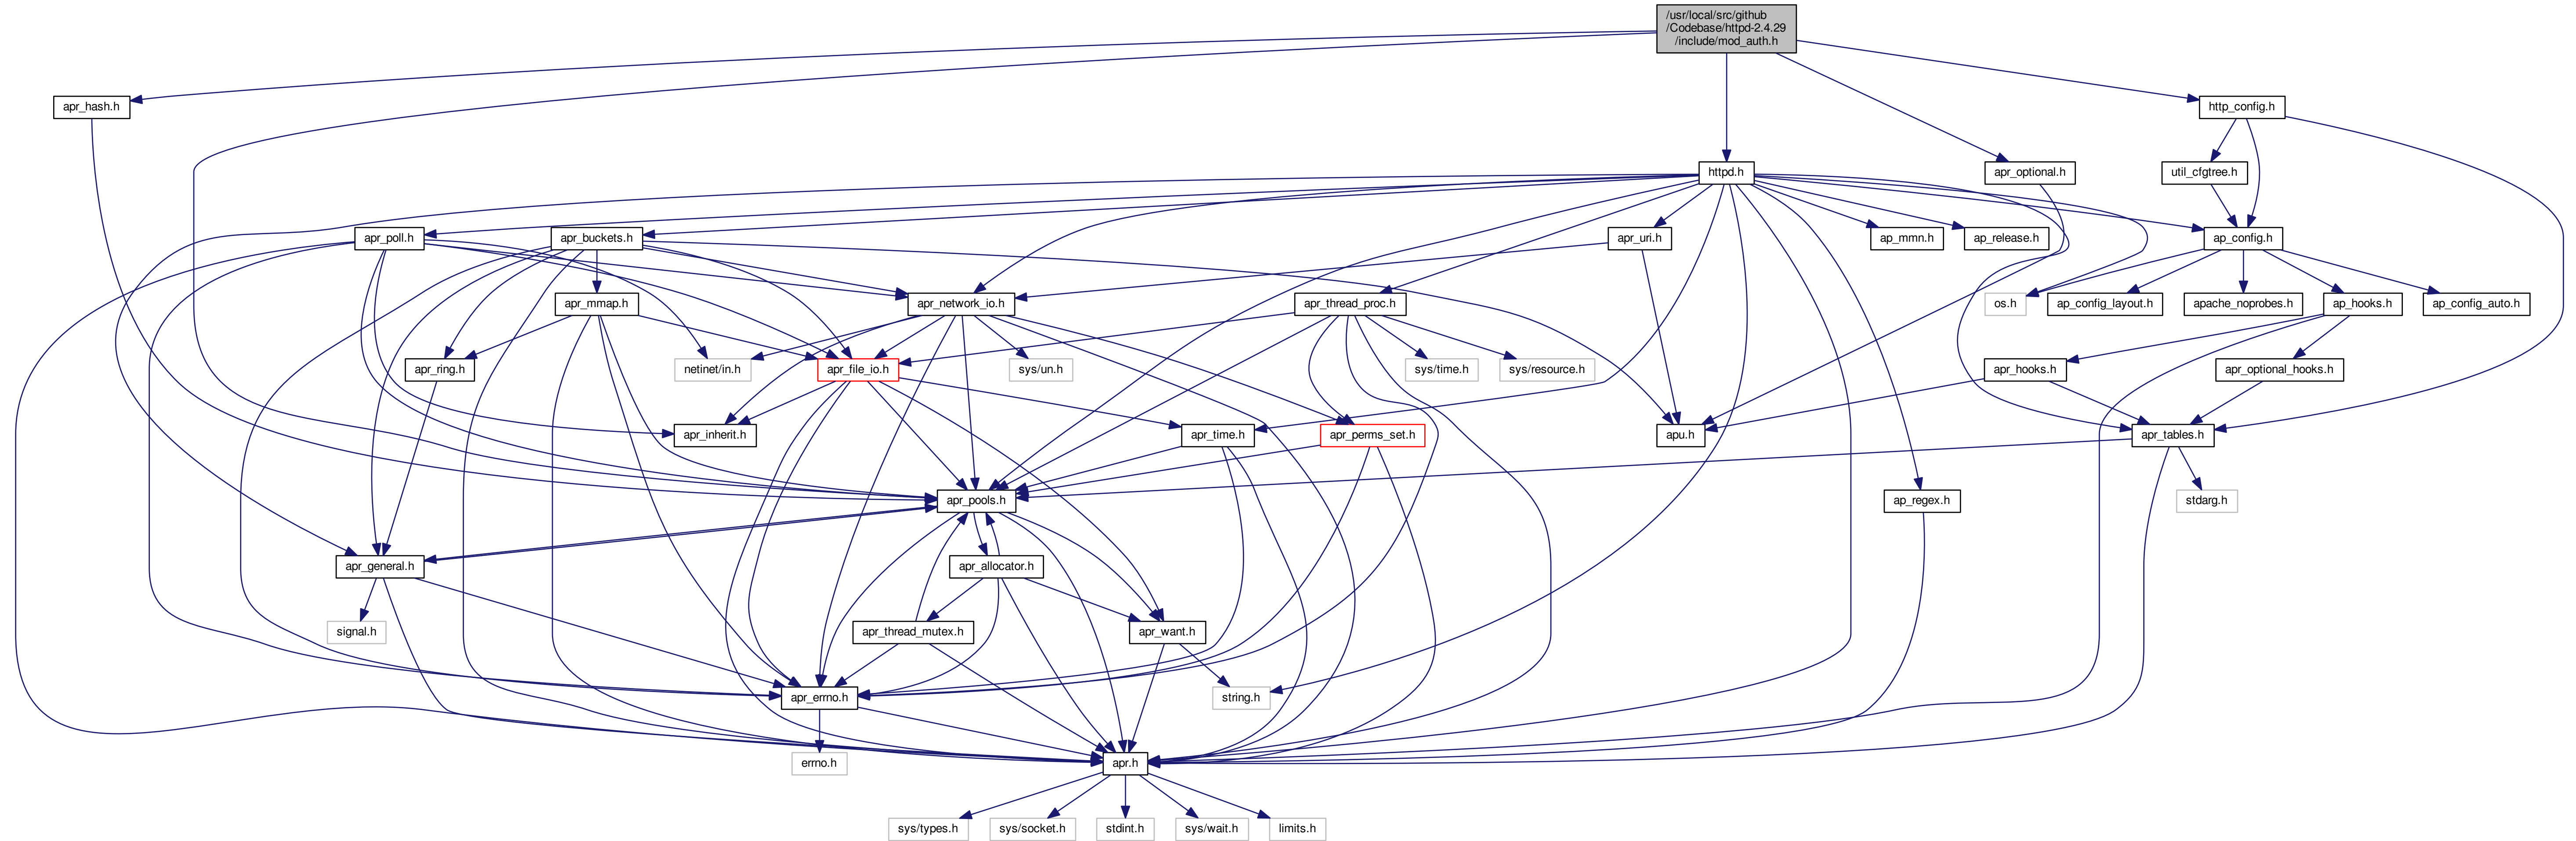 /usr/local/src/github
/Codebase/httpd-2.4.29
/include/mod_auth.h
apr_hash.h
http_config.h
httpd.h
apr_optional.h
util_cfgtree.h
apr_poll.h
apr_buckets.h
apr_uri.h
ap_mmn.h
ap_release.h
ap_config.h
apr_mmap.h
apr_network_io.h
apr_thread_proc.h
os.h
ap_config_layout.h
apache_noprobes.h
ap_hooks.h
ap_config_auto.h
apr_ring.h
netinet/in.h
apr_file_io.h
sys/un.h
sys/time.h
sys/resource.h
apr_hooks.h
apr_optional_hooks.h
apr_inherit.h
apr_time.h
apr_perms_set.h
apu.h
apr_tables.h
apr_pools.h
ap_regex.h
stdarg.h
apr_general.h
apr_allocator.h
signal.h
apr_thread_mutex.h
apr_want.h
apr_errno.h
string.h
errno.h
apr.h
sys/types.h
sys/socket.h
stdint.h
sys/wait.h
limits.h